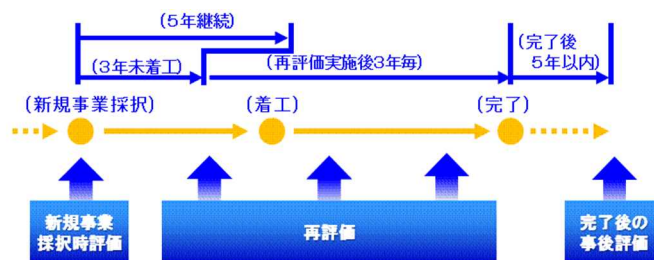 (5年継続)
(3年未着工)
(再評価実施後3年毎)
(完了後
5年以内)
(新規事業採択)
(着工)
(完了)
新規事業
採択時評価
再評価
完了後の
事後評価